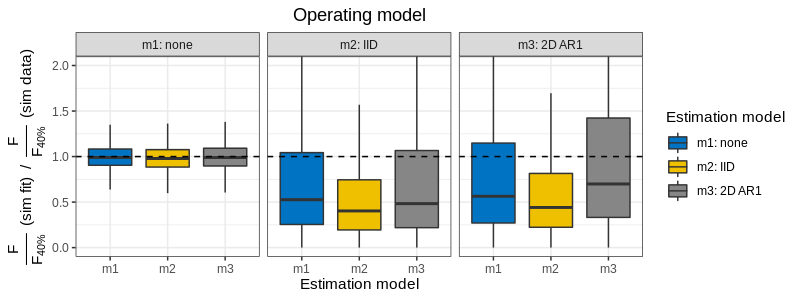 Operating model
m1: none
m2: IID
m3: 2D AR1
F
F40% (sim fit) / F
F40% (sim data)
2.0
1.5
1.0
0.5
0.0
m1 m2 m3
m1 m2 m3
m1 m2 m3
Estimation model
Estimation model
m1: none
m2: IID
m3: 2D AR1